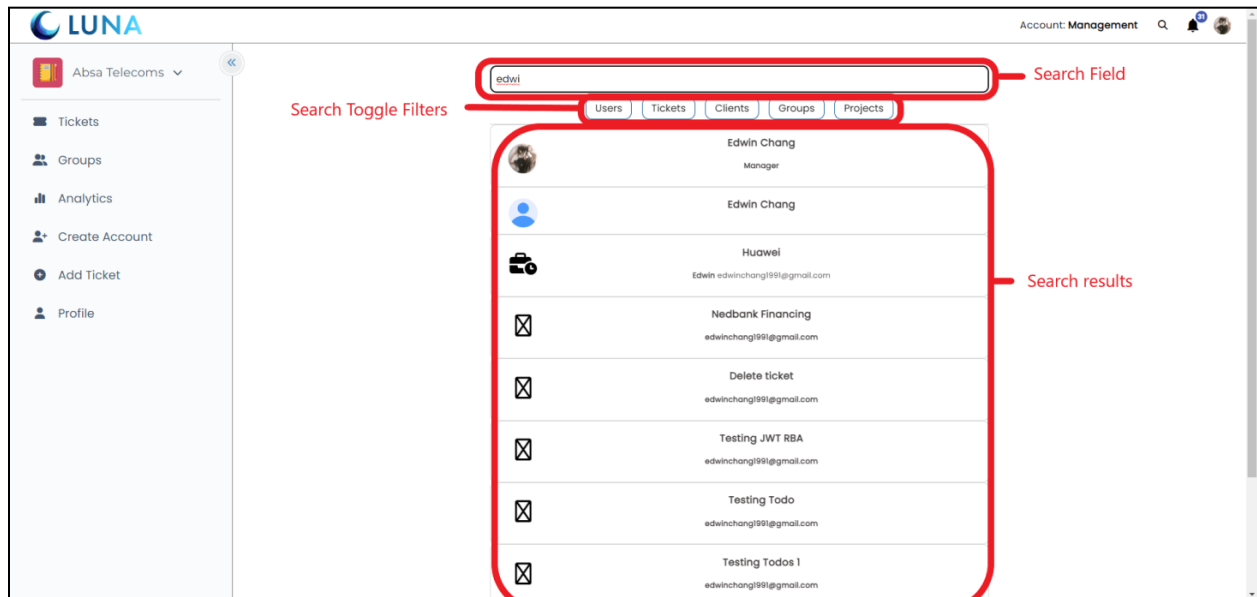 LUNA
Account: Management
31
Absa Telecoms
Tickets
Groups
Analytics
Create Account
Add Ticket
Profile
edwi
Search Field
Search Toggle Filters
Users Tickets Clients Groups Projects
Edwin Chang
Manager
Edwin Chang
Huawei
Edwin edwinchang1991@gmail.com
Search results
Nedbank Financing
edwinchang1991@gmail.com
Delete ticket
edwinchang1991@gmail.com
Testing JWT RBA
edwinchang1991@gmail.com
Testing Todo
edwinchang1991@gmail.com
Testing Todos 1
edwinchang1991@gmail.com